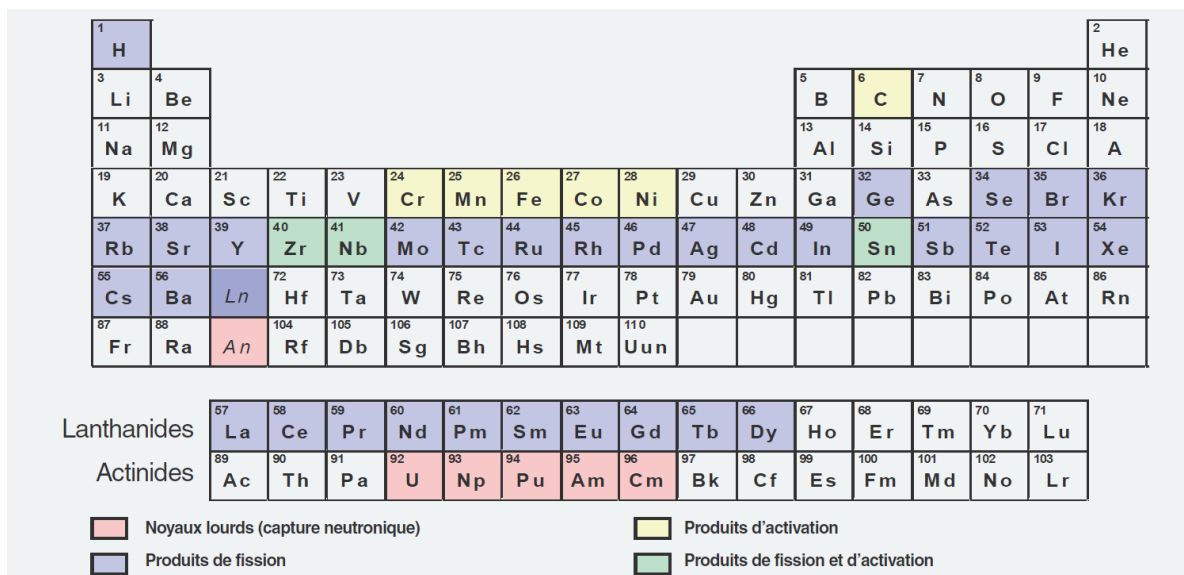 1 2
H He
3 4 5 6 7 8 9 10
Li Be B C N O F Ne
11 12 13 14 15 16 17 18
Na Mg Al Si P S Cl A
19 20 21 22 23 24 25 26 27 28 29 30 31 32 33 34 35 36
K Ca Sc Ti V Cr Mn Fe Co Ni Cu Zn Ga Ge As Se Br Kr
37 38 39 40 41 42 43 44 45 46 47 48 49 50 51 52 53 54
Rb Sr Y Zr Nb Mo Tc Ru Rh Pd Ag Cd In Sn Sb Te I Xe
55 56 72 73 74 75 76 77 78 79 80 81 82 83 84 85 86
Cs Ba Ln Hf Ta W Re Os Ir Pt Au Hg Tl Pb Bi Po At Rn
87 88 104 105 106 107 108 109 110
Fr Ra An Rf Db Sg Bh Hs Mt Uun
57 58 59 60 61 62 63 64 65 66 67 68 69 70 71
Lanthanides La Ce Pr Nd Pm Sm Eu Gd Tb Dy Ho Er Tm Yb Lu
89 90 91 92 93 94 95 96 97 98 99 100 101 102 103
Actinides Ac Th Pa U Np Pu Am Cm Bk Cf Es Fm Md No Lr
Noyaux lourds (capture neutronique) Produits d'activation
Produits de fission Produits de fission et d'activation